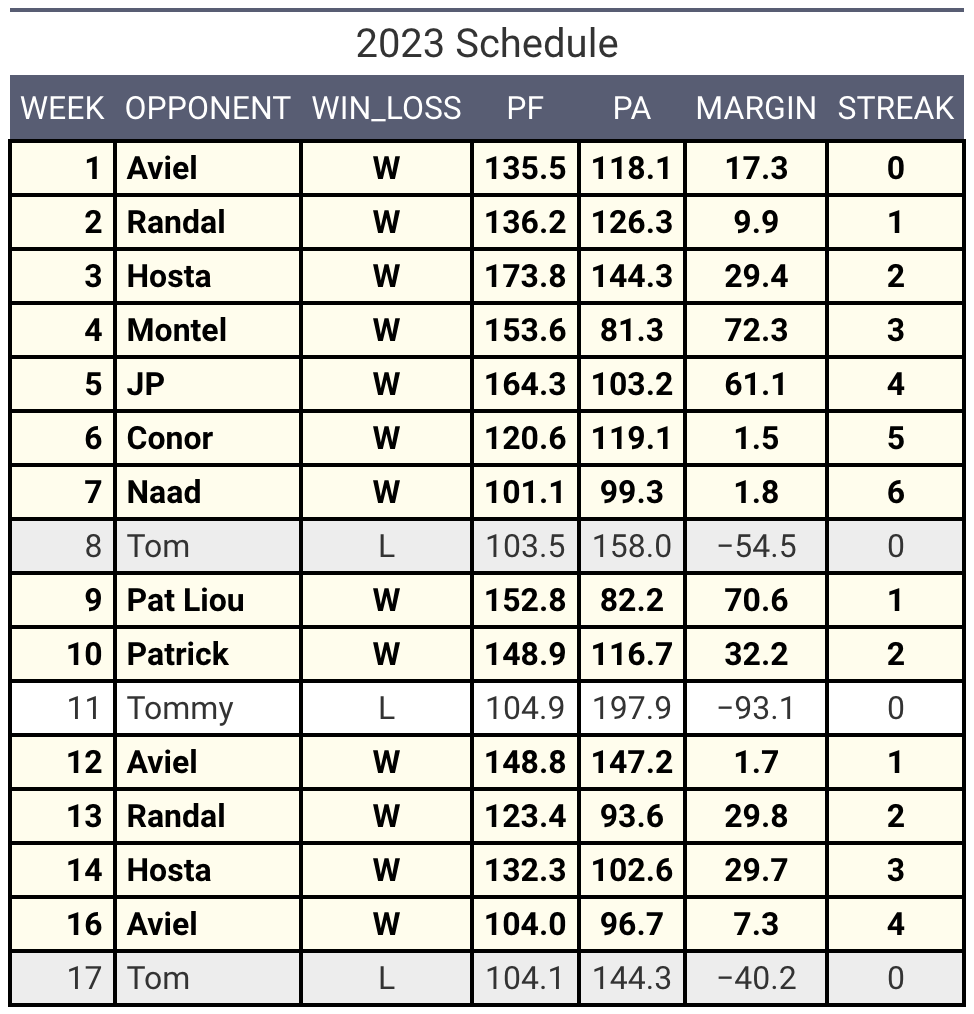 2023 Schedule
WEEK OPPONENT WIN_LOSS PF PA MARGIN STREAK
1 Aviel W 135.5 118.1 17.3 0
2 Randal W 136.2 126.3 9.9 1
3 Hosta W 173.8 144.3 29.4 2
4 Montel W 153.6 81.3 72.3 3
5 JP W 164.3 103.2 61.1 4
6 Conor W 120.6 119.1 1.5 5
7 Naad W 101.1 99.3 1.8 6
8 Tom L 103.5 158.0 −54.5 0
9 Pat Liou W 152.8 82.2 70.6 1
10 Patrick W 148.9 116.7 32.2 2
11 Tommy L 104.9 197.9 −93.1 0
12 Aviel W 148.8 147.2 1.7 1
13 Randal W 123.4 93.6 29.8 2
14 Hosta W 132.3 102.6 29.7 3
16 Aviel W 104.0 96.7 7.3 4
17 Tom L 104.1 144.3 −40.2 0